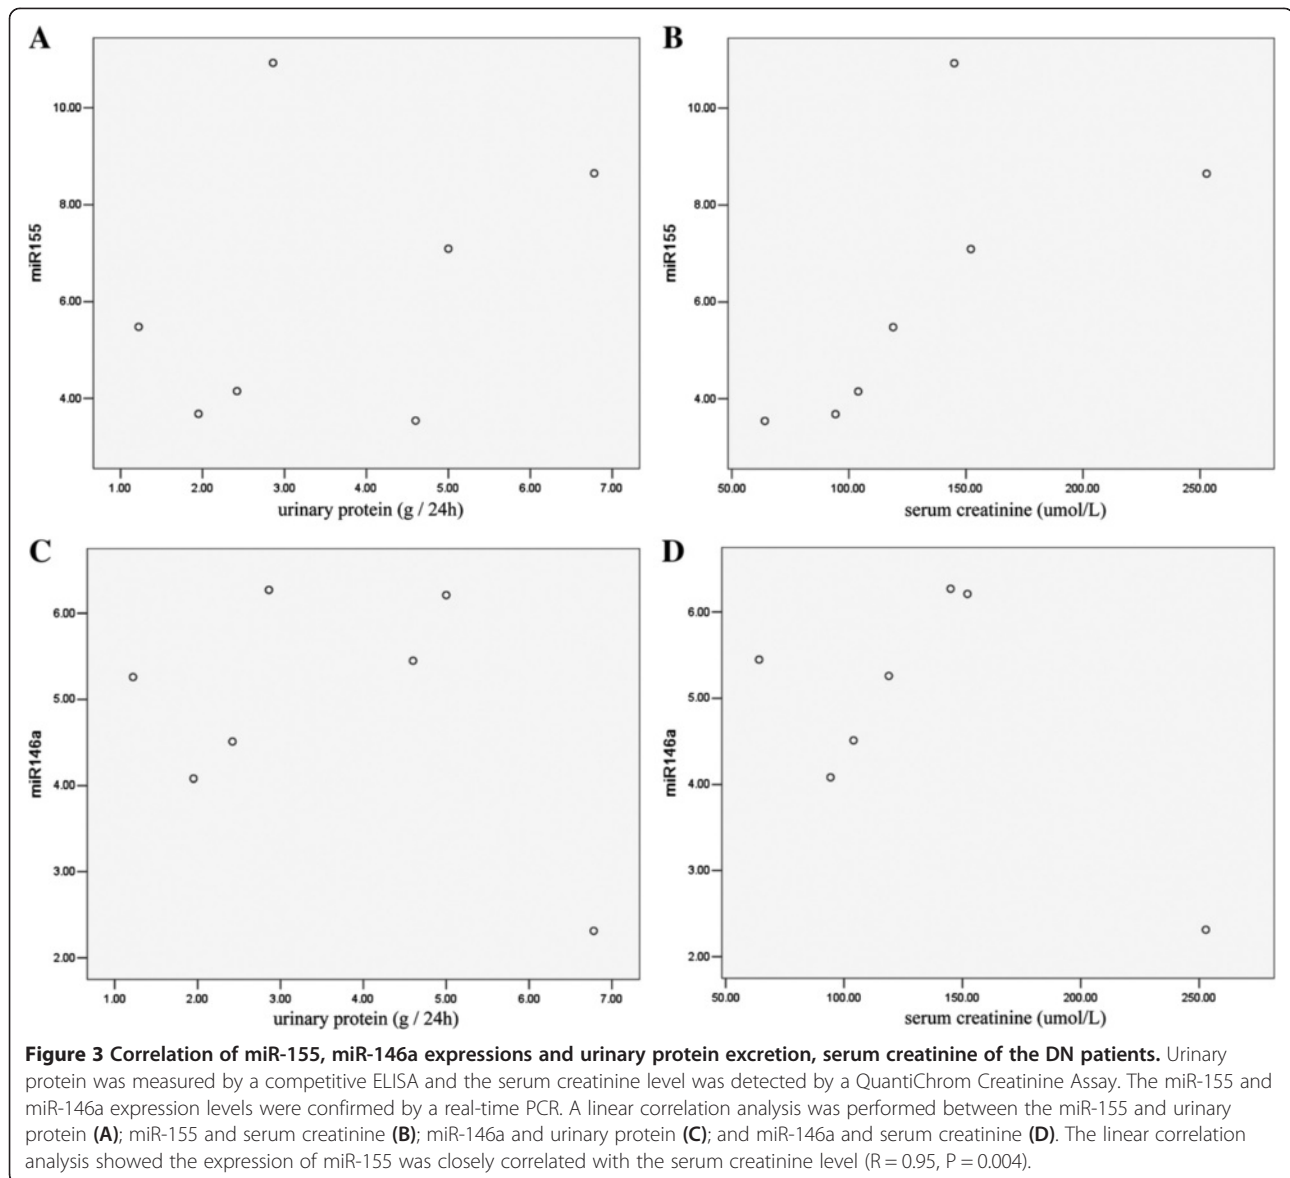 A
10.00
8.00
6.00
4.00
miR155
1.00 2.00 3.00 4.00 5.00 6.00 7.00
urinary protein (g / 24h)
B
10.00
8.00
6.00
4.00
miR155
50.00 100.00 150.00 200.00 250.00
serum creatinine (umol/L)
C
6.00
5.00
4.00
3.00
2.00
miR146a
1.00 2.00 3.00 4.00 5.00 6.00 7.00
urinary protein (g / 24h)
D
6.00
5.00
4.00
3.00
2.00
miR146a
50.00 100.00 150.00 200.00 250.00
serum creatinine (umol/L)
Figure 3 Correlation of miR-155, miR-146a expressions and urinary protein excretion, serum creatinine of the DN patients. Urinary
protein was measured by a competitive ELISA and the serum creatinine level was detected by a QuantiChrom Creatinine Assay. The miR-155 and
miR-146a expression levels were confirmed by a real-time PCR. A linear correlation analysis was performed between the miR-155 and urinary
protein (A); miR-155 and serum creatinine (B); miR-146a and urinary protein (C); and miR-146a and serum creatinine (D). The linear correlation
analysis showed the expression of miR-155 was closely correlated with the serum creatinine level (R = 0.95, P = 0.004).